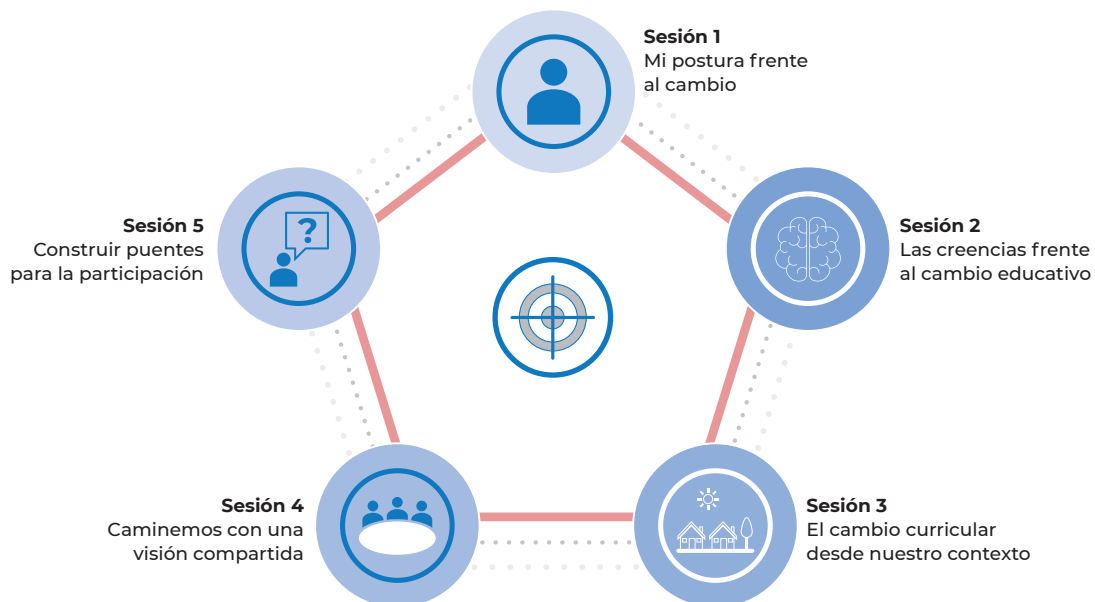 Sesión 1
Mi postura frente
al cambio
Sesión 2
Las creencias frente
al cambio educativo
Sesión 3
El cambio curricular
desde nuestro contexto
Sesión 4
Caminemos con una
visión compartida
Sesión 5
Construir puentes
para la participación
?